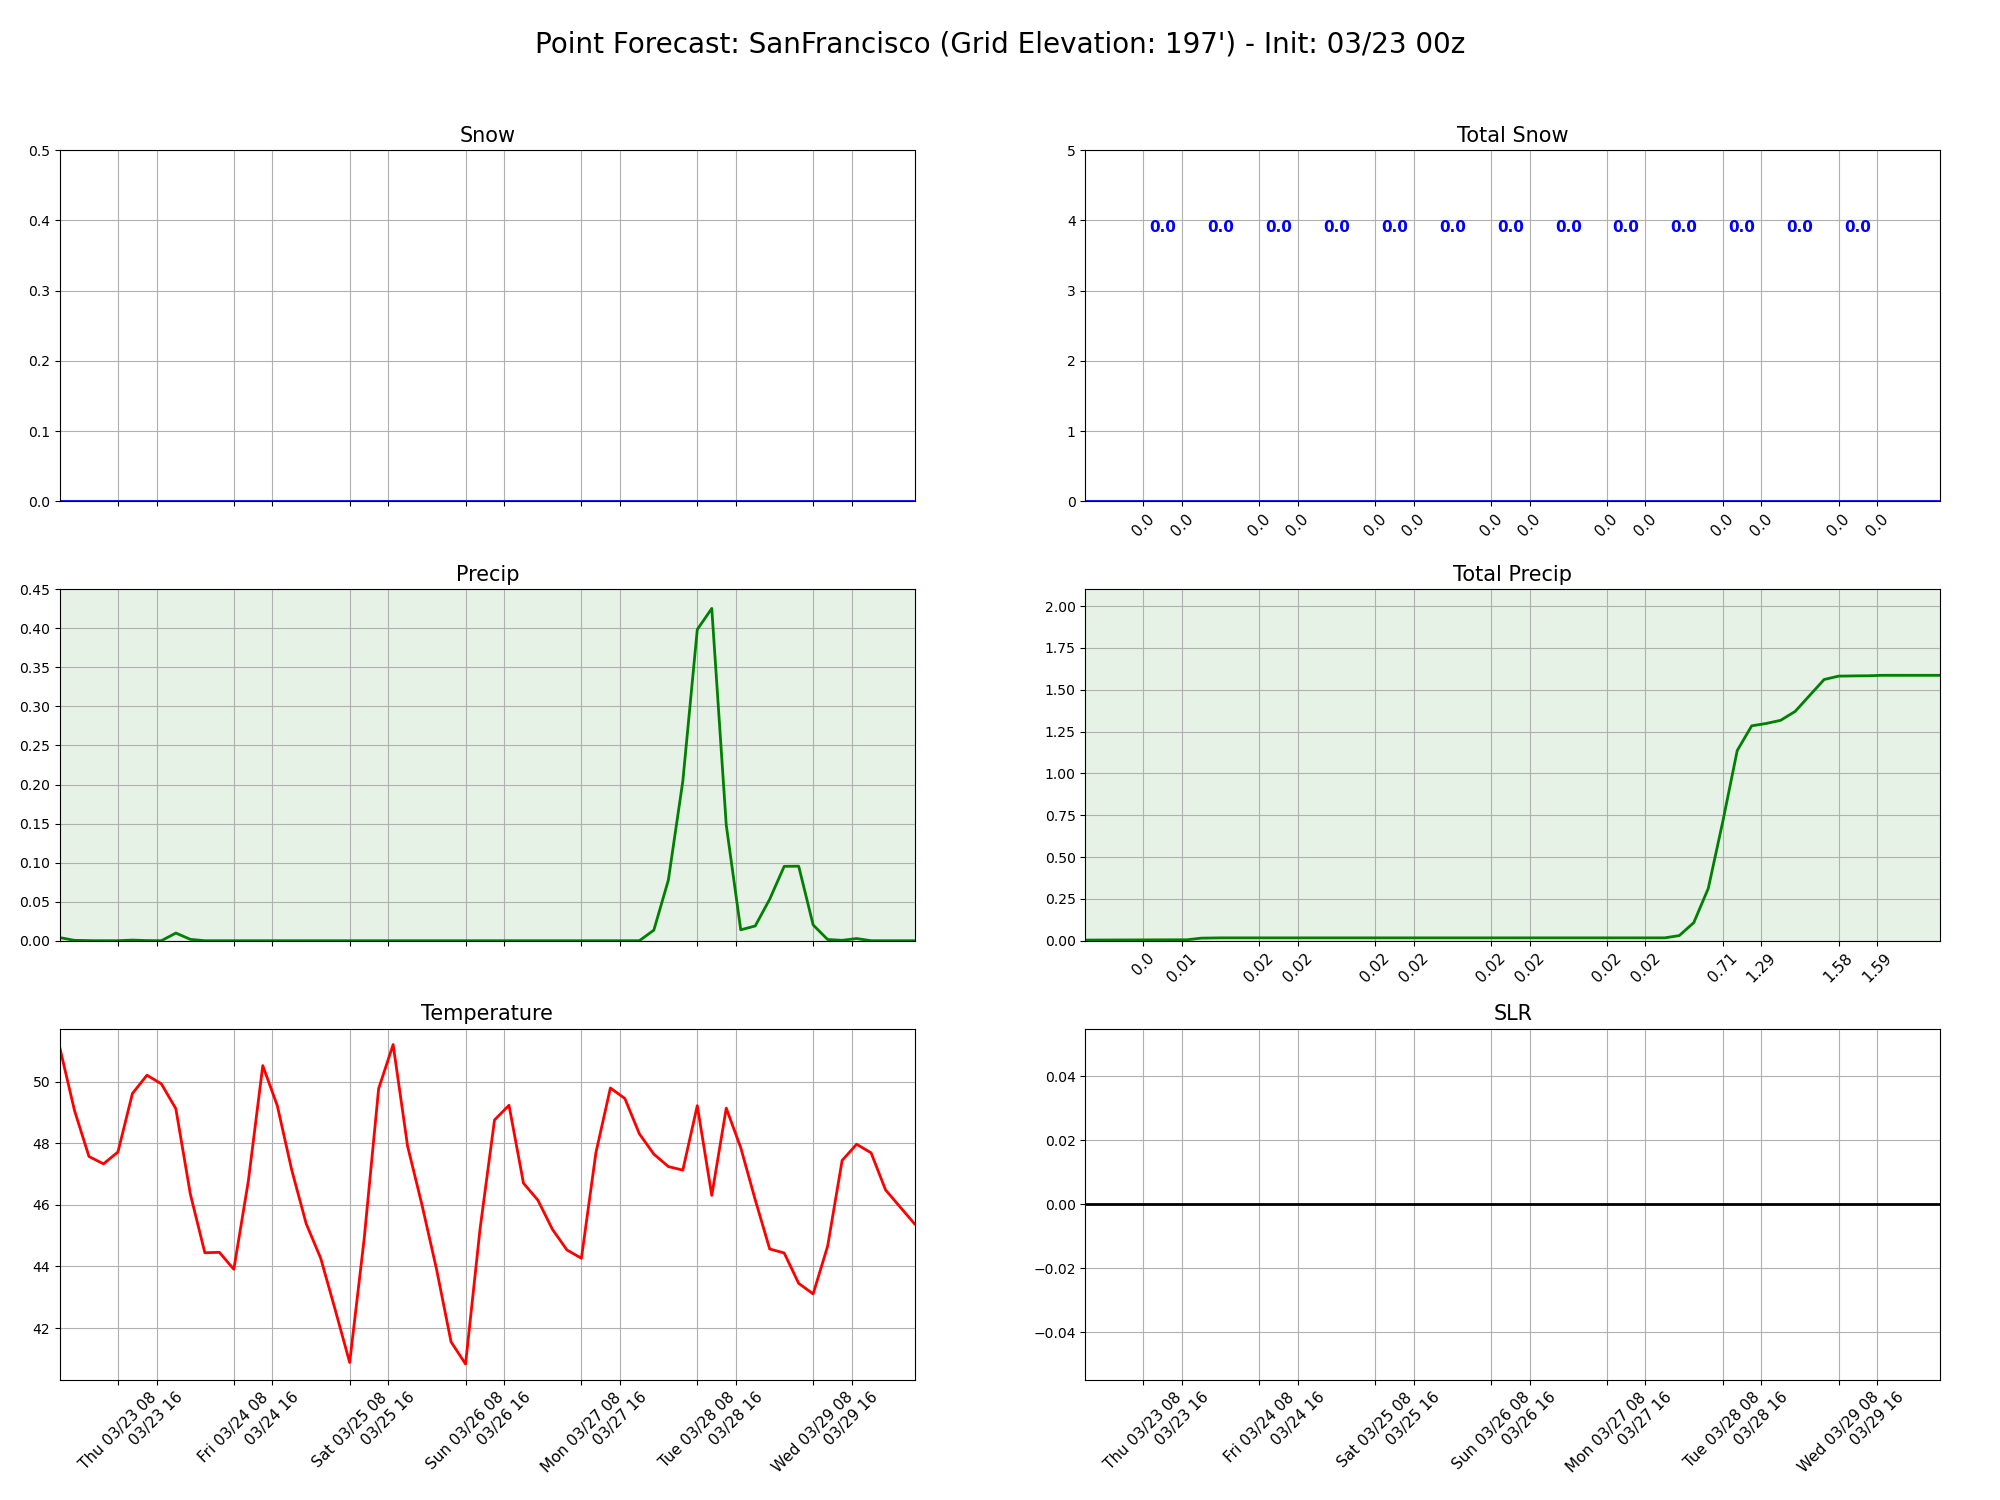 Point Forecast: SanFrancisco (Grid Elevation: 197') - Init: 03/23 00z
Snow
0.5
0.4
0.3
0.2
0.1
0.0
Total Snow
5
4
3
2
1
0
0.0 0.0 0.0 0.0 0.0 0.0 0.0 0.0 0.0 0.0 0.0 0.0 0.0
0.0 0.0 0.0 0.0 0.0 0.0 0.0 0.0 0.0 0.0 0.0 0.0 0.0 0.0
Precip
0.45
0.40
0.35
0.30
0.25
0.20
0.15
0.10
0.05
0.00
Total Precip
2.00
1.75
1.50
1.25
1.00
0.75
0.50
0.25
0.00
0.0 0.01 0.02 0.02 0.02 0.02 0.02 0.02 0.02 0.02 0.71 1.29 1.58 1.59
Temperature
50
48
46
44
42
Thu 03/23 08
03/23 16
Fri 03/24 08
03/24 16
Sat 03/25 08
03/25 16
Sun 03/26 08
03/26 16
Mon 03/27 08
03/27 16
Tue 03/28 08
03/28 16
Wed 03/29 08
03/29 16
SLR
0.04
0.02
0.00
−0.02
−0.04
Thu 03/23 08
03/23 16
Fri 03/24 08
03/24 16
Sat 03/25 08
03/25 16
Sun 03/26 08
03/26 16
Mon 03/27 08
03/27 16
Tue 03/28 08
03/28 16
Wed 03/29 08
03/29 16